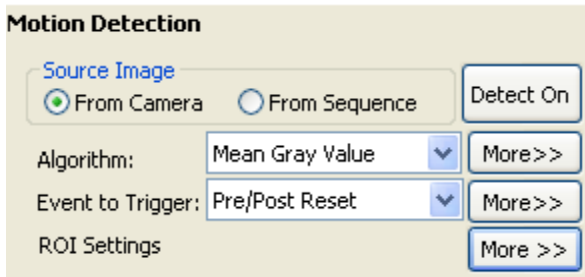 Motion Detection
Source Image
From Camera From Sequence
Detect On
Algorithm: Mean Gray Value More>>
Event to Trigger: Pre/Post Reset More>>
ROI Settings More >>